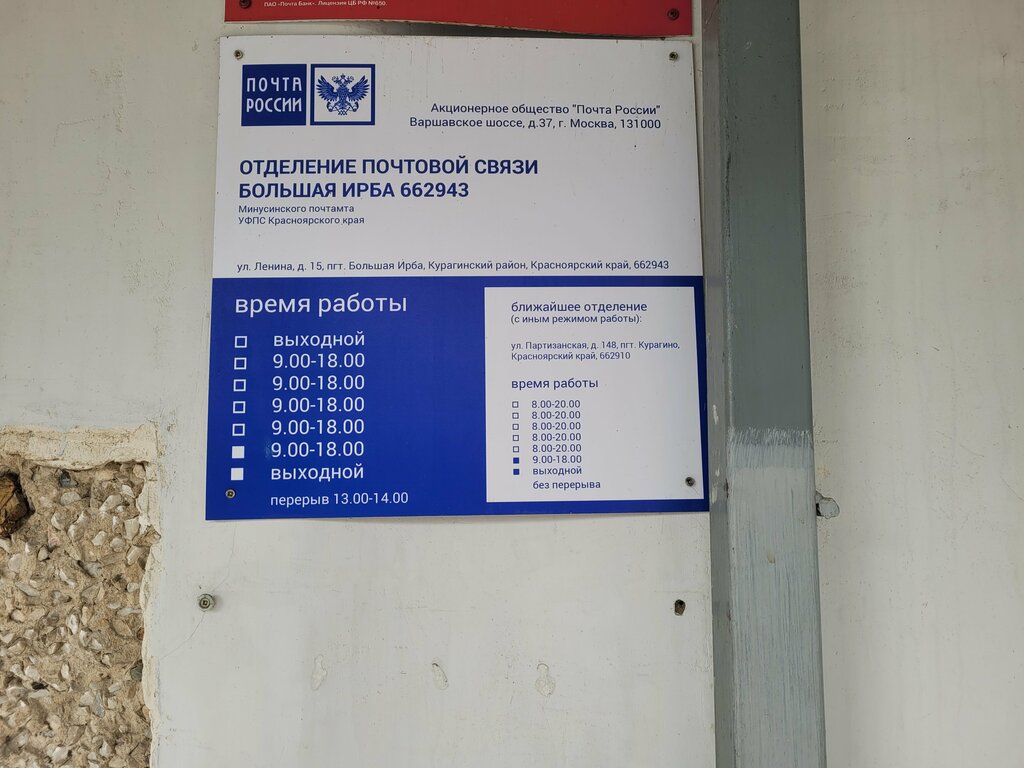 ПАО «Почта Банк». Лицензия ЦБ РФ №650.
ПОЧТА
РОССИИ
Акционерное общество "Почта России"
Варшавское шоссе, д.37, г. Москва, 131000
ОТДЕЛЕНИЕ ПОЧТОВОЙ СВЯЗИ
БОЛЬШАЯ ИРБА 662943
Минусинского почтамта
УФПС Красноярского края
ул. Ленина, д. 15, пгт. Большая Ирба, Курагинский район, Красноярский край, 662943
время работы
выходной
9.00-18.00
9.00-18.00
9.00-18.00
9.00-18.00
9.00-18.00
выходной
перерыв 13.00-14.00
ближайшее отделение
(с иным режимом работы):
ул. Партизанская, д. 148, пгт. Курагино,
Красноярский край, 662910
время работы
8.00-20.00
8.00-20.00
8.00-20.00
8.00-20.00
8.00-20.00
9.00-18.00
выходной
без перерыва